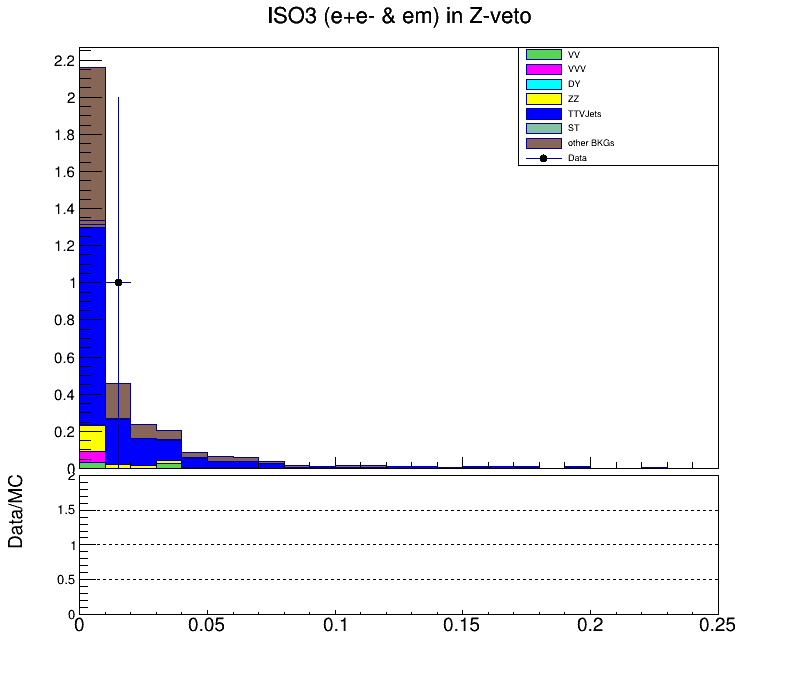 ISO3 (e+e- & em) in Z-veto
VV
VVV
DY
ZZ
TTVJets
ST
other BKGs
Data
2.2
2
1.8
1.6
1.4
1.2
1
0.8
0.6
0.4
0.2
0
Data/MC
2
1.5
1
0.5
0
0 0.05 0.1 0.15 0.2 0.25